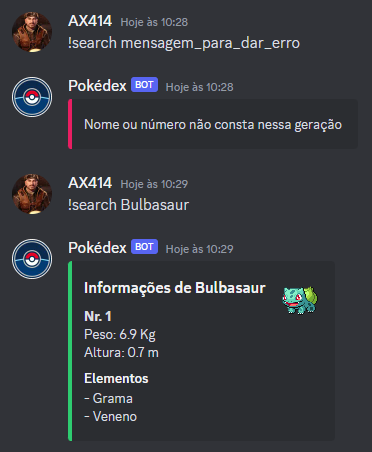 AX414 Hoje às 10:28
!search mensagem_para_dar_erro
Pokédex BOT Hoje às 10:28
Nome ou número não consta nessa geração
AX414 Hoje às 10:29
!search Bulbasaur
Pokédex BOT Hoje às 10:29
Informações de Bulbasaur
Nr. 1
Peso: 6.9 Kg
Altura: 0.7 m
Elementos
- Grama
- Veneno